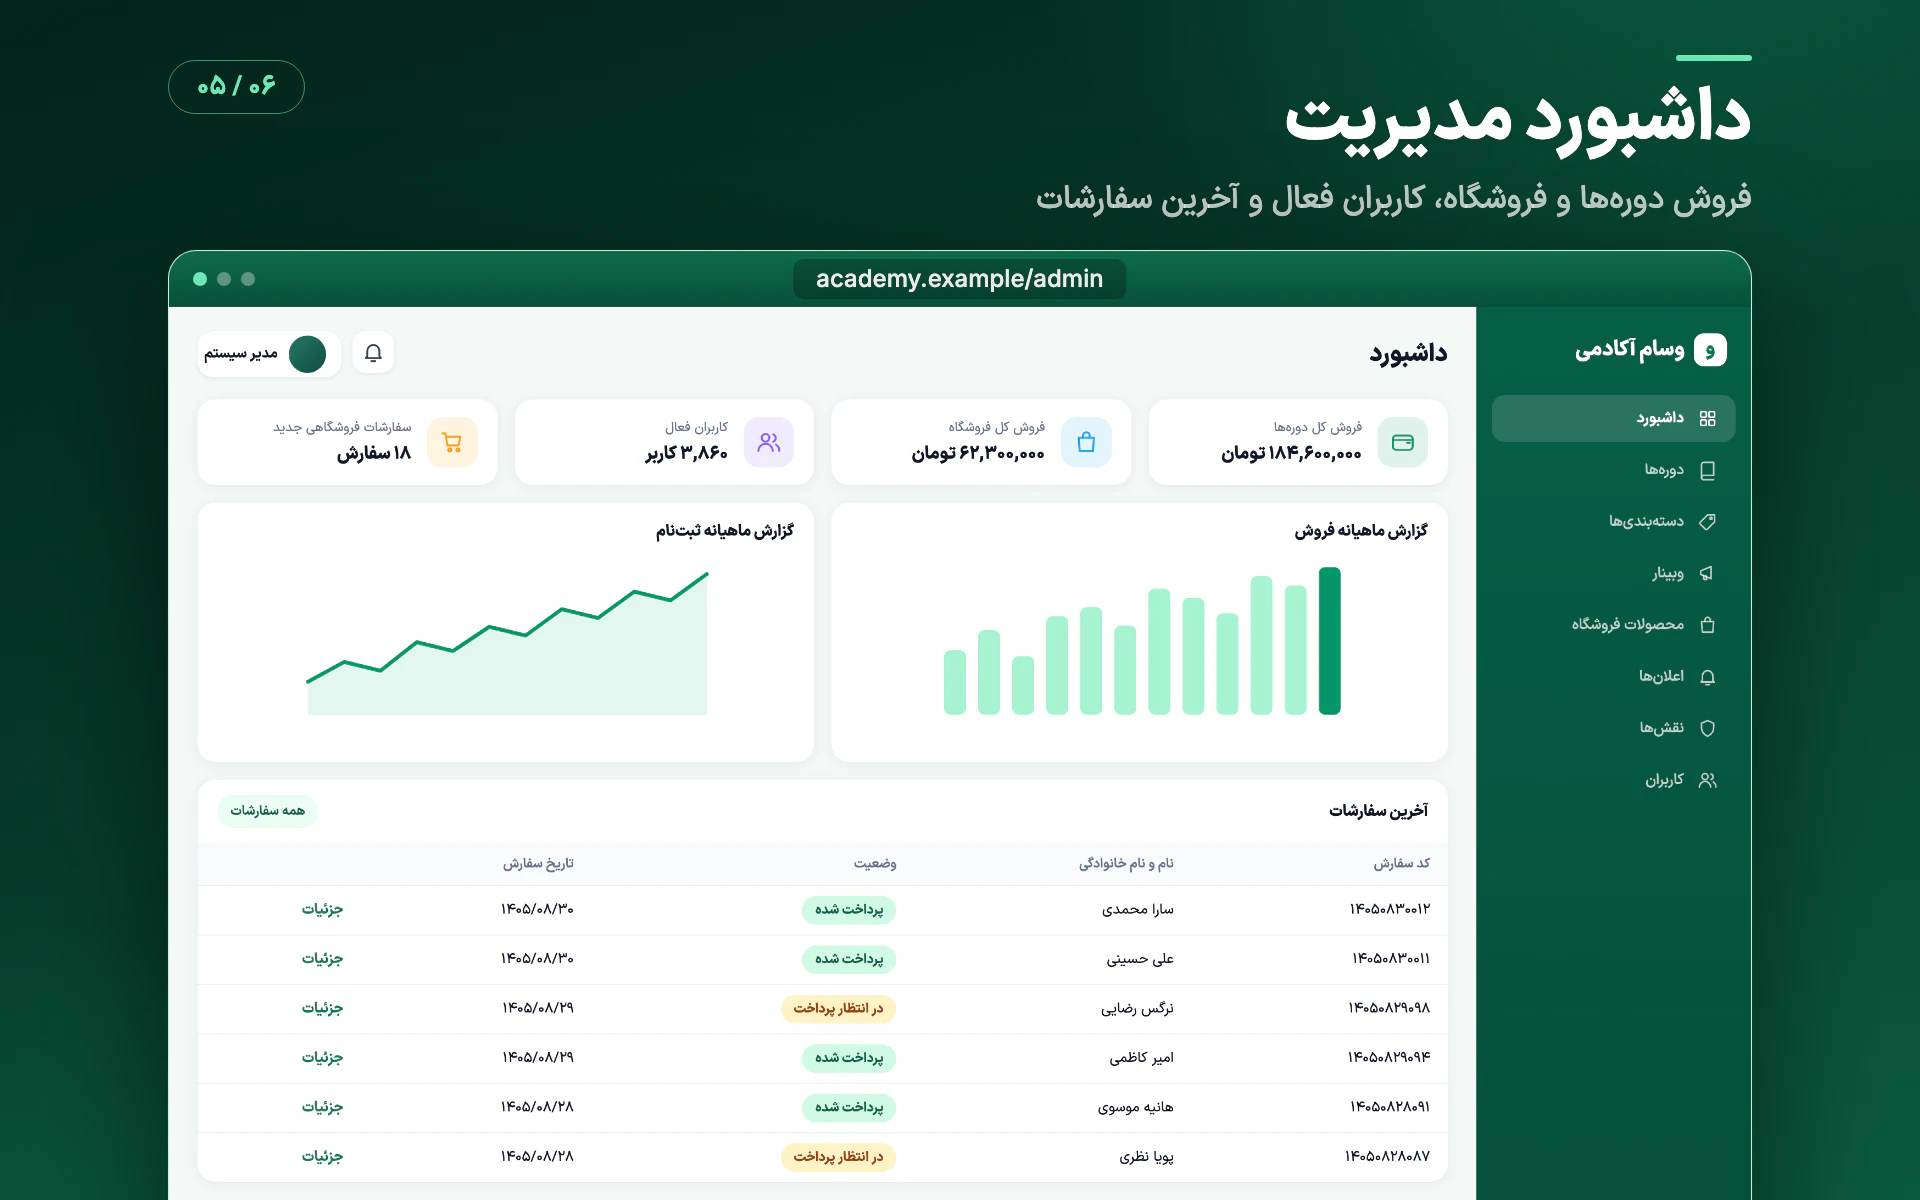 داشبورد مدیریت
۰۵ / ۰۶
فروش دوره‌ها و فروشگاه، کاربران فعال و آخرین سفارشات
academy.example/admin
و
وسام آکادمی
داشبورد
دوره‌ها
دسته‌بندی‌ها
وبینار
محصولات فروشگاه
اعلان‌ها
نقش‌ها
کاربران
داشبورد
مدیر سیستم
فروش کل دوره‌ها
۱۸۴,۶۰۰,۰۰۰ تومان
فروش کل فروشگاه
۶۲,۳۰۰,۰۰۰ تومان
کاربران فعال
۳,۸۶۰ کاربر
سفارشات فروشگاهی جدید
۱۸ سفارش
گزارش ماهیانه فروش
گزارش ماهیانه ثبت‌نام
آخرین سفارشات
همه سفارشات
کد سفارش نام و نام خانوادگی وضعیت تاریخ سفارش
۱۴۰۵۰۸۳۰۰۱۲ سارا محمدی پرداخت شده ۱۴۰۵/۰۸/۳۰ جزئیات
۱۴۰۵۰۸۳۰۰۱۱ علی حسینی پرداخت شده ۱۴۰۵/۰۸/۳۰ جزئیات
۱۴۰۵۰۸۲۹۰۹۸ نرگس رضایی در انتظار پرداخت ۱۴۰۵/۰۸/۲۹ جزئیات
۱۴۰۵۰۸۲۹۰۹۴ امیر کاظمی پرداخت شده ۱۴۰۵/۰۸/۲۹ جزئیات
۱۴۰۵۰۸۲۸۰۹۱ هانیه موسوی پرداخت شده ۱۴۰۵/۰۸/۲۸ جزئیات
۱۴۰۵۰۸۲۸۰۸۷ پویا نظری در انتظار پرداخت ۱۴۰۵/۰۸/۲۸ جزئیات